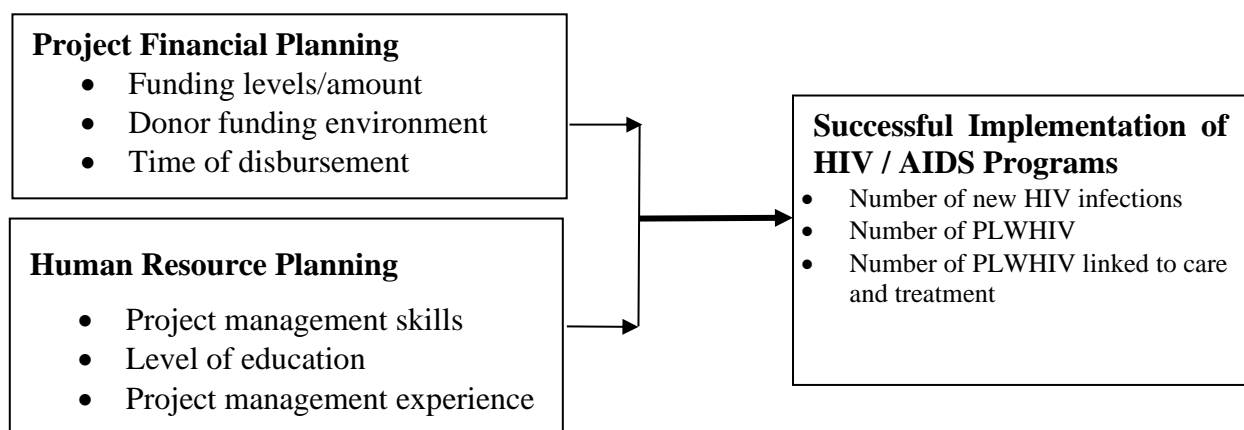 Project Financial Planning
• Funding levels/amount
• Donor funding environment
• Time of disbursement
Human Resource Planning
• Project management skills
• Level of education
• Project management experience
Successful Implementation of
HIV / AIDS Programs
• Number of new HIV infections
• Number of PLWHIV
• Number of PLWHIV linked to care
and treatment